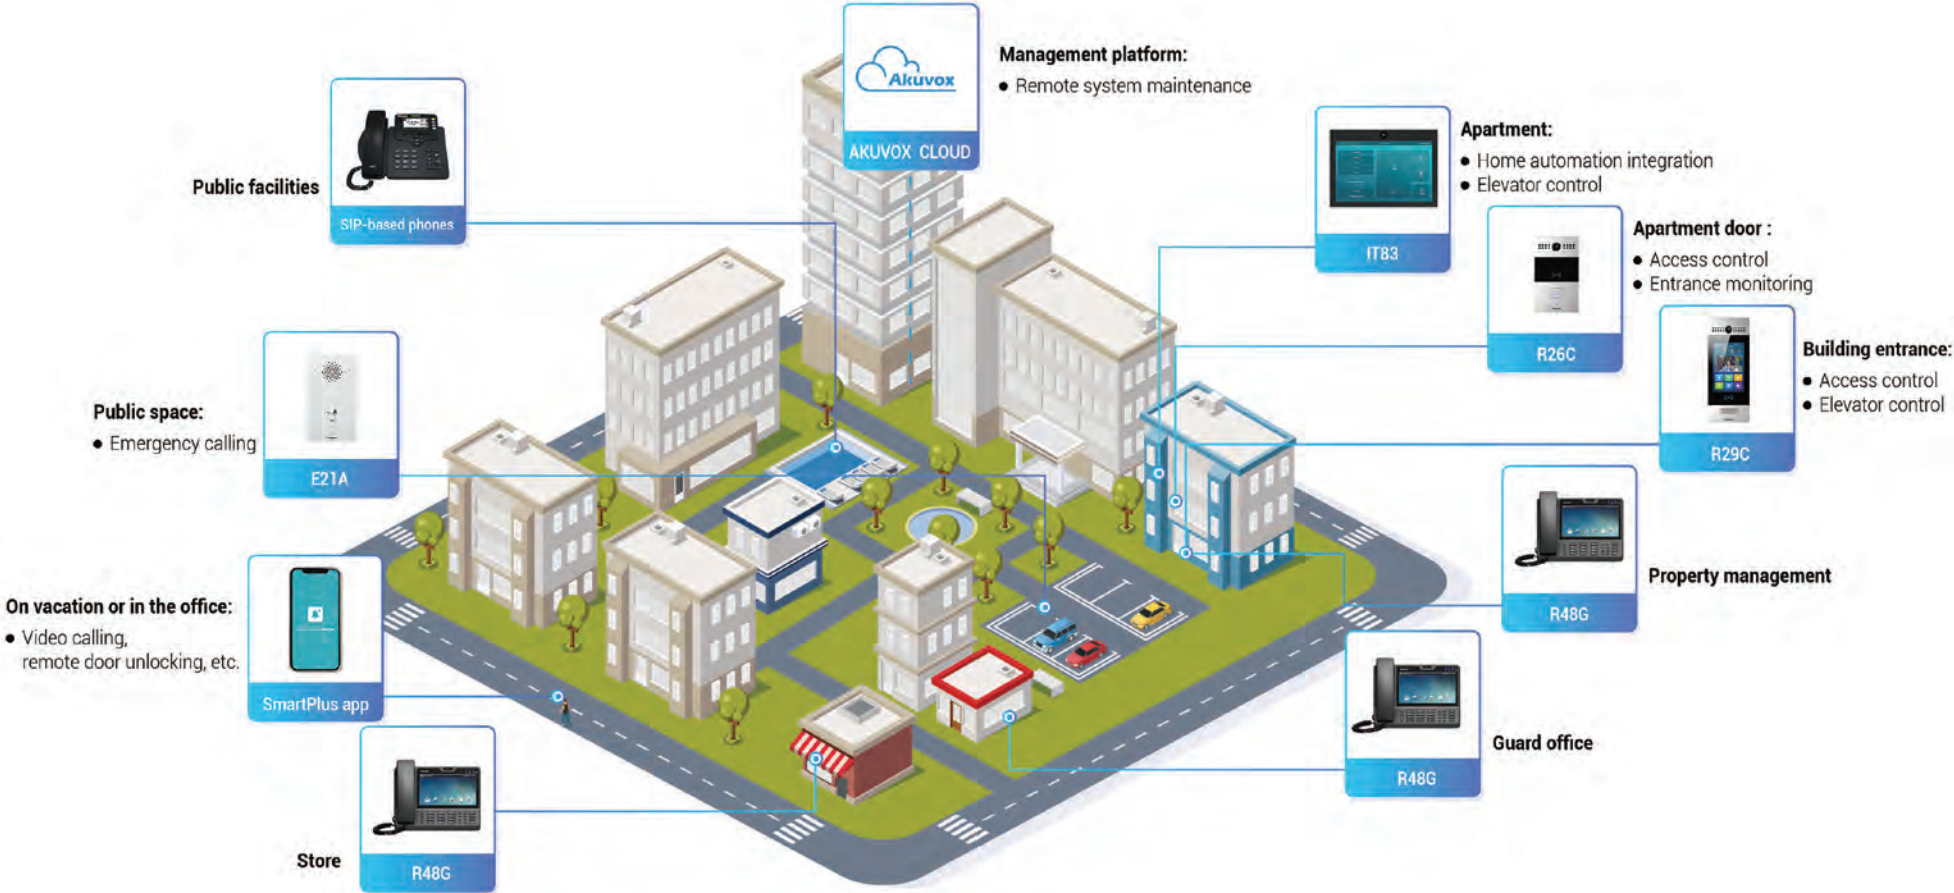 Akuvox
AKUVOX CLOUD
Management platform:
● Remote system maintenance
Public facilities
SIP-based phones
IT83
Apartment:
● Home automation integration
● Elevator control
R26C
Apartment door :
● Access control
● Entrance monitoring
R29C
Building entrance:
● Access control
● Elevator control
Public space:
● Emergency calling
E21A
R48G
Property management
On vacation or in the office:
● Video calling,
remote door unlocking, etc.
SmartPlus app
R48G
Guard office
Store
R48G